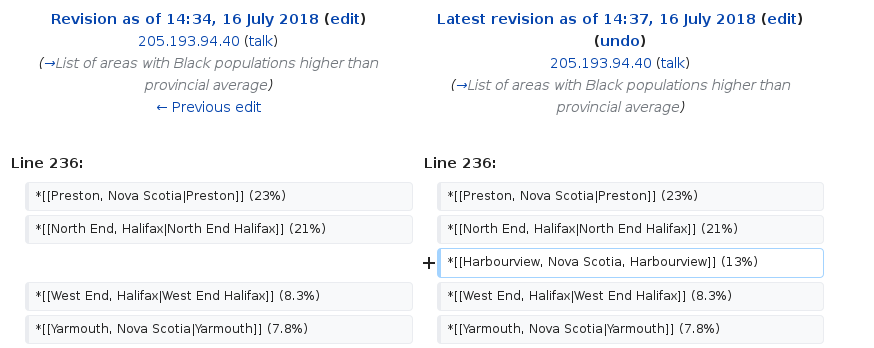 Revision as of 14:34, 16 July 2018 (edit)
205.193.94.40 (talk)
(→List of areas with Black populations higher than
provincial average)
← Previous edit
Latest revision as of 14:37, 16 July 2018 (edit)
(undo)
205.193.94.40 (talk)
(→List of areas with Black populations higher than
provincial average)
Line 236:
Line 236:
*[[Preston, Nova Scotia|Preston]] (23%)
*[[Preston, Nova Scotia|Preston]] (23%)
*[[North End, Halifax|North End Halifax]] (21%)
*[[North End, Halifax|North End Halifax]] (21%)
+ *[[Harbourview, Nova Scotia, Harbourview]] (13%)
*[[West End, Halifax|West End Halifax]] (8.3%)
*[[West End, Halifax|West End Halifax]] (8.3%)
*[[Yarmouth, Nova Scotia|Yarmouth]] (7.8%)
*[[Yarmouth, Nova Scotia|Yarmouth]] (7.8%)